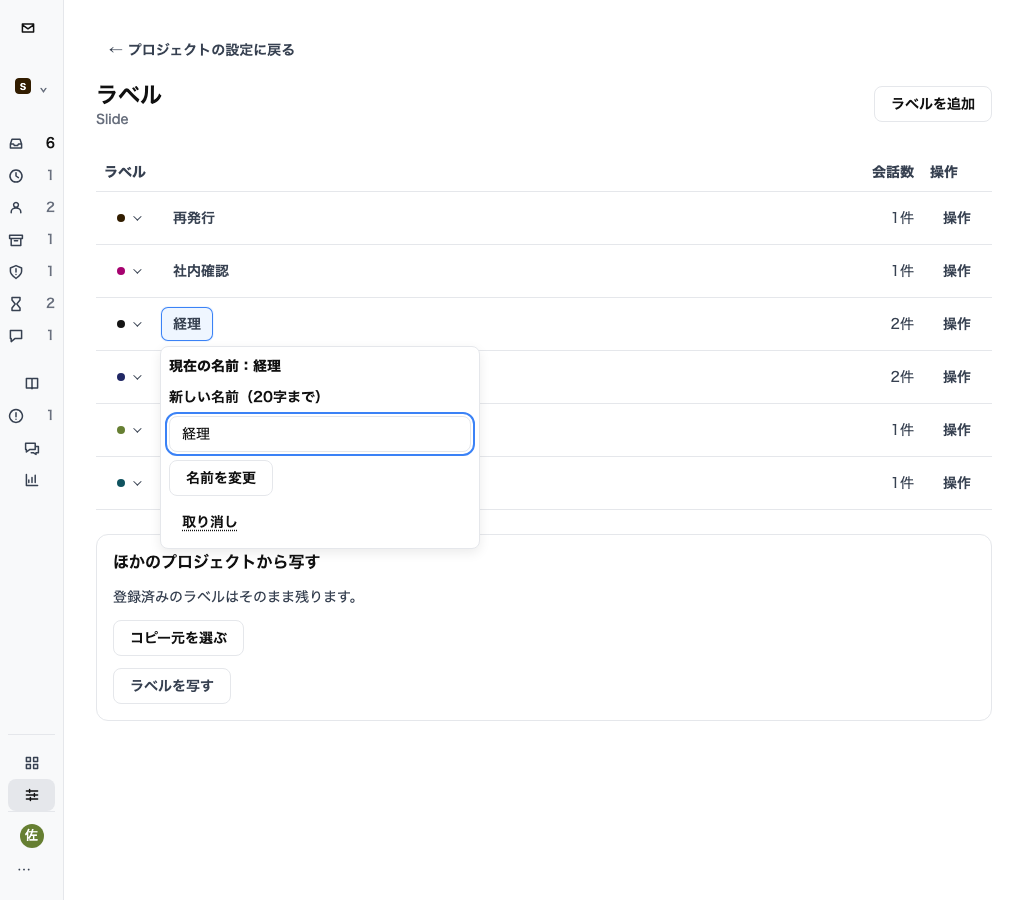 ← プロジェクトの設定に戻る
S
ラベル
Slide
ラベルを追加
6
1
2
1
1
2
1
1
ラベル 会話数 操作
再発行 1件 操作
社内確認 1件 操作
経理 2件 操作
2件 操作
1件 操作
1件 操作
現在の名前：経理
新しい名前（20字まで）
経理
名前を変更
取り消し
ほかのプロジェクトから写す
登録済みのラベルはそのまま残ります。
コピー元を選ぶ
ラベルを写す
佐
…